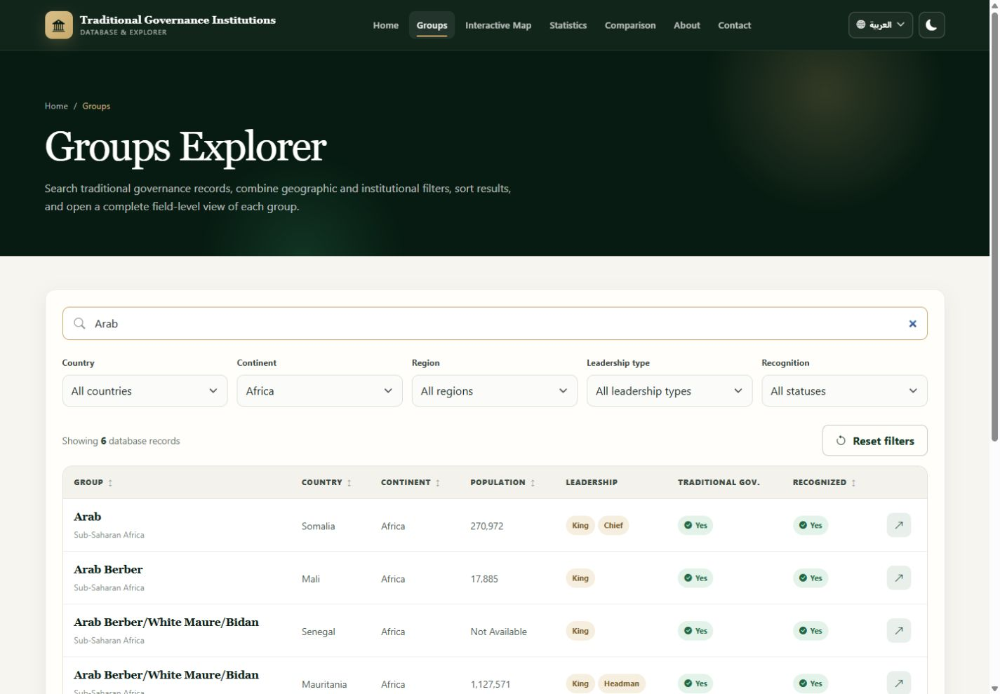 Traditional Governance Institutions
DATABASE & EXPLORER
Home Groups Interactive Map Statistics Comparison About Contact
العربية
Home / Groups
Groups Explorer
Search traditional governance records, combine geographic and institutional filters, sort results,
and open a complete field-level view of each group.
Arab
Country Continent Region Leadership type Recognition
All countries Africa All regions All leadership types All statuses
Showing 6 database records
Reset filters
GROUP COUNTRY CONTINENT POPULATION LEADERSHIP TRADITIONAL GOV. RECOGNIZED
Arab
Sub-Saharan Africa
Somalia Africa 270,972 King Chief Yes Yes
Arab Berber
Sub-Saharan Africa
Mali Africa 17,885 King Yes Yes
Arab Berber/White Maure/Bidan
Sub-Saharan Africa
Senegal Africa Not Available King Yes Yes
Arab Berber/White Maure/Bidan
Sub-Saharan Africa
Mauritania Africa 1,127,571 King Headman Yes Yes